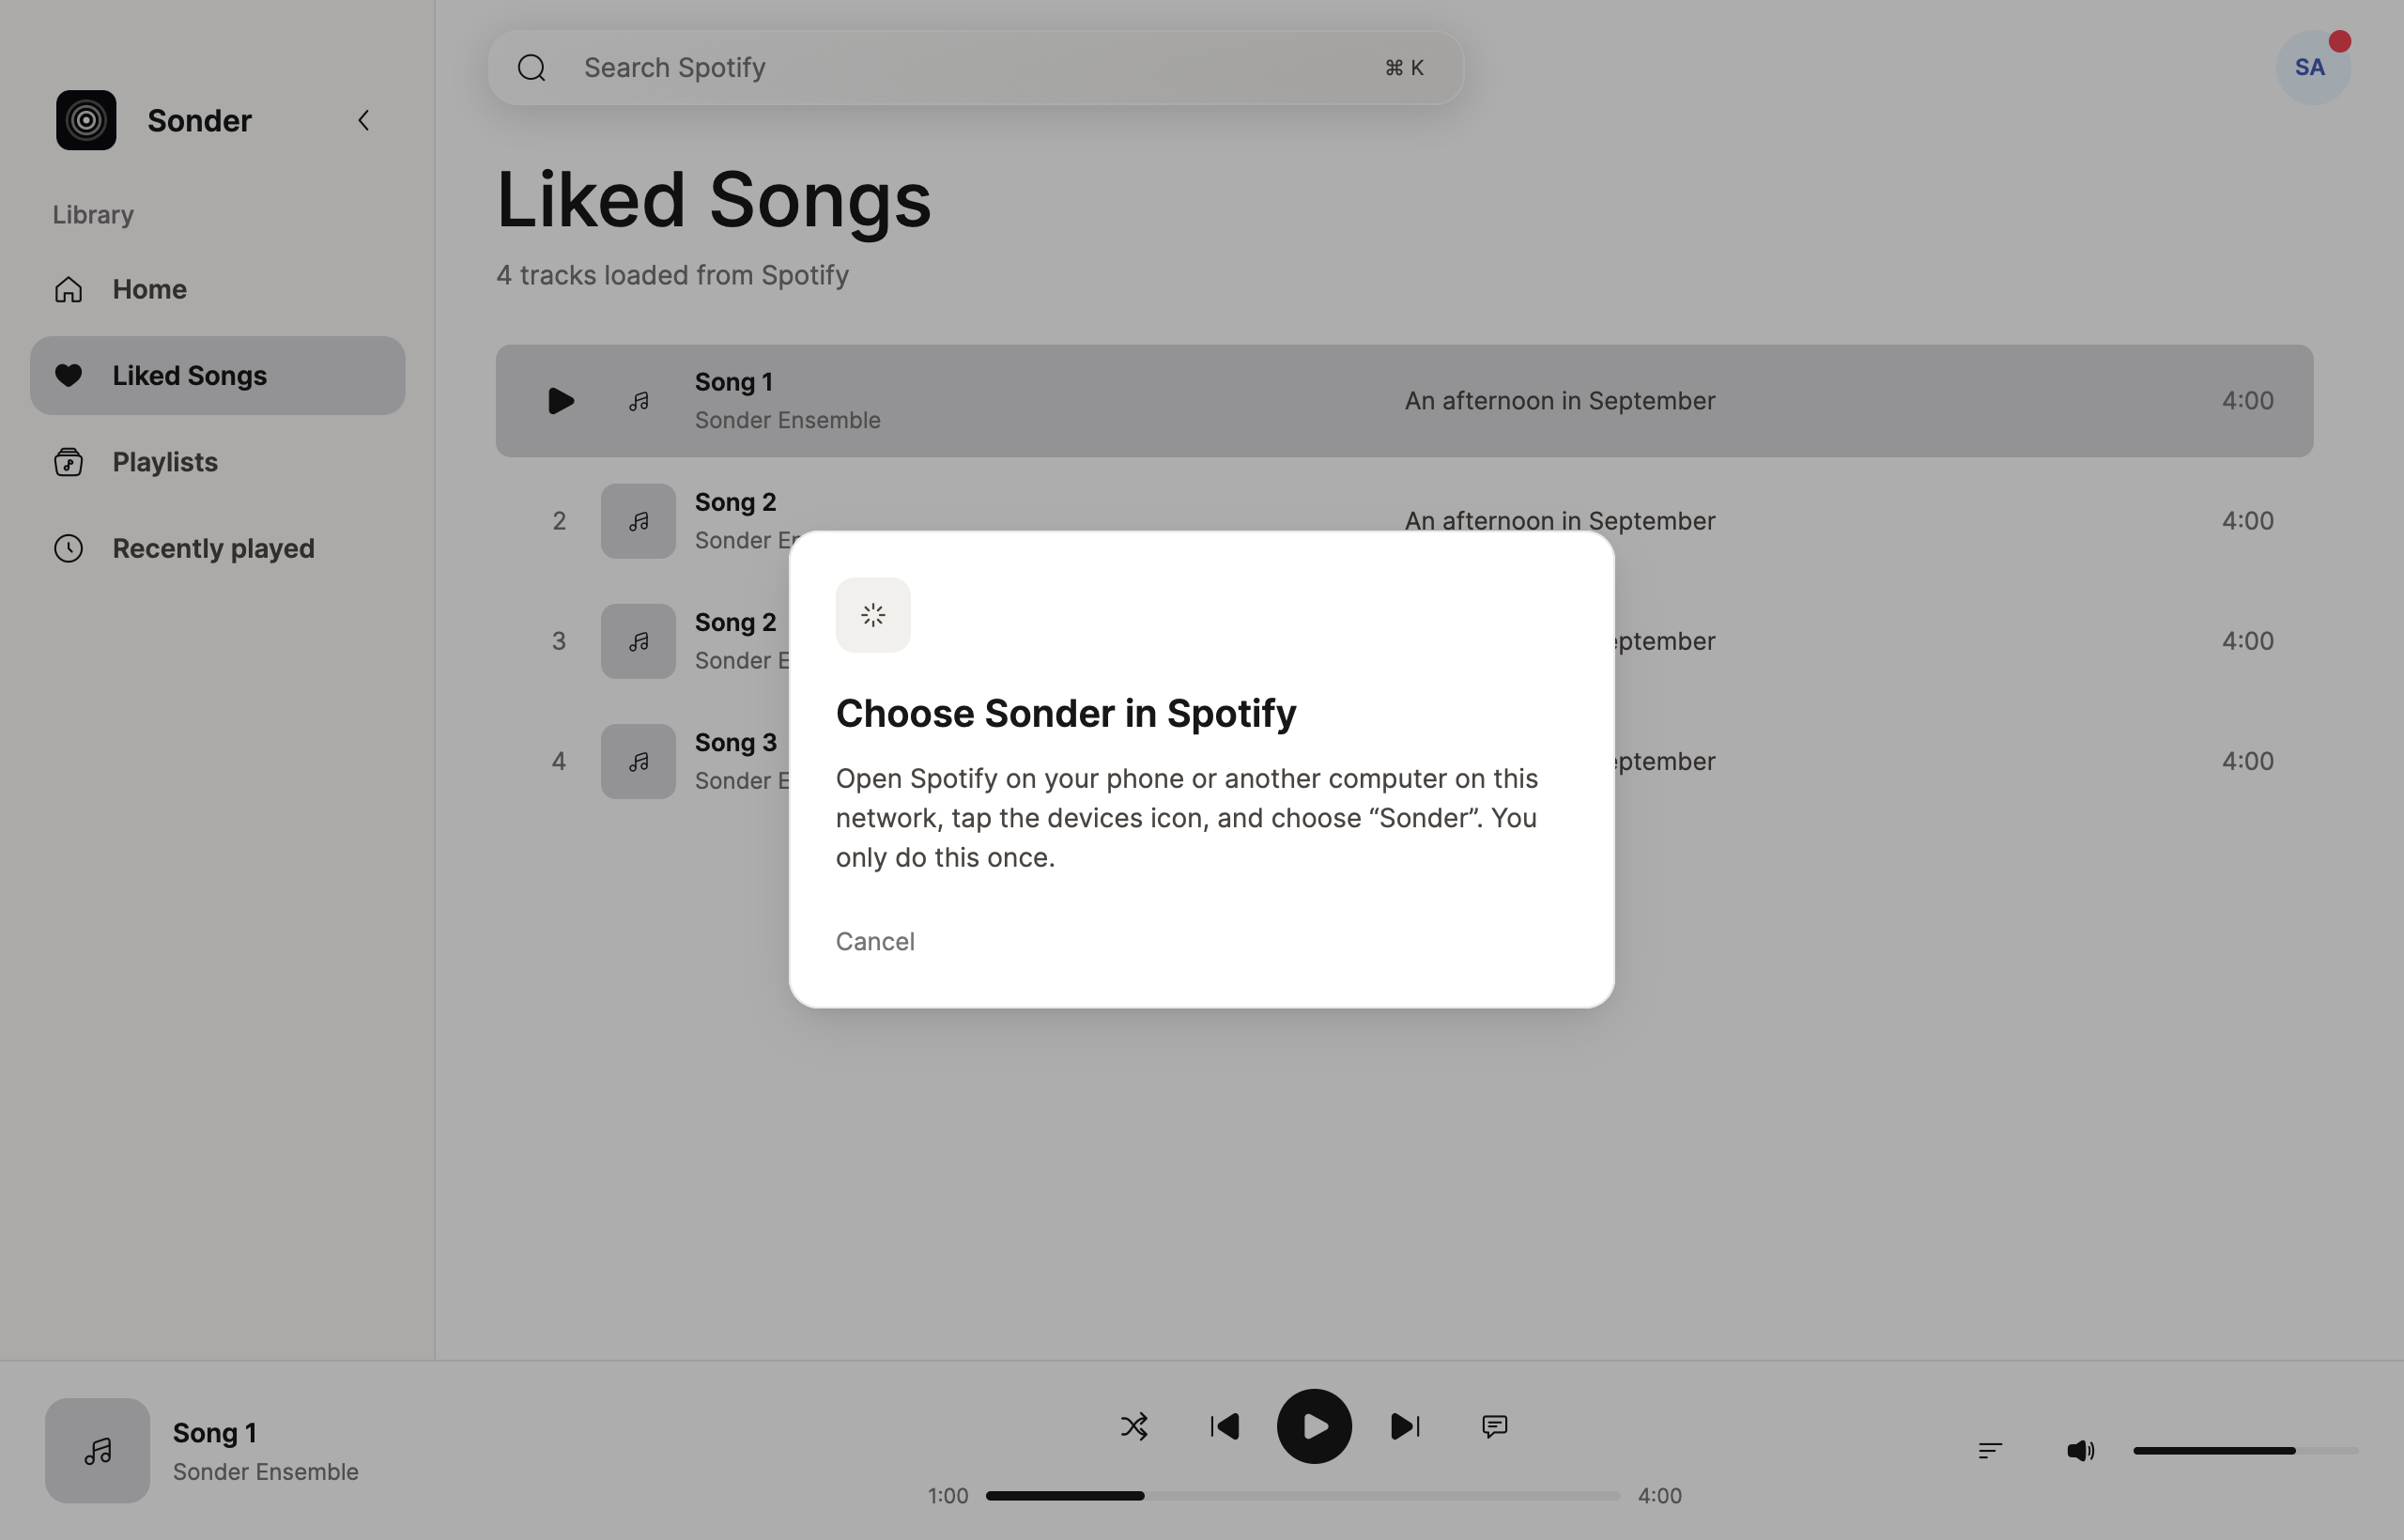 Search Spotify
⌘ K
SA
Sonder
Library
Home
Liked Songs
Playlists
Recently played
Liked Songs
4 tracks loaded from Spotify
Song 1
Sonder Ensemble
An afternoon in September
4:00
2
Song 2
Sonder
An afternoon in September
4:00
3
Song 2
Sonder
4:00
4
Song 3
Sonder
4:00
Choose Sonder in Spotify
Open Spotify on your phone or another computer on this
network, tap the devices icon, and choose “Sonder”. You
only do this once.
Cancel
Song 1
Sonder Ensemble
1:00
4:00